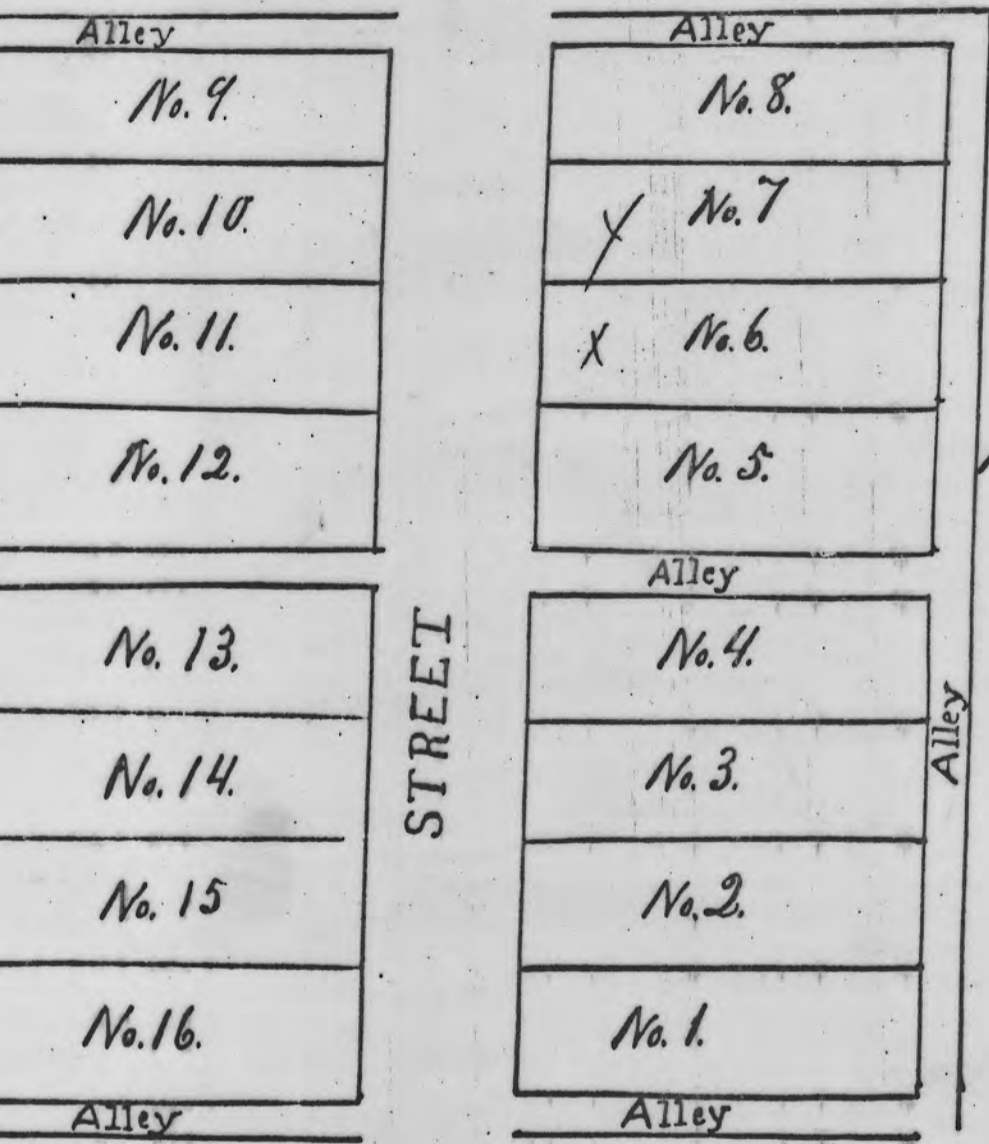 Alley
No. 9.
No. 10.
No. 11.
No. 12.
No. 13.
No. 14.
No. 15
No. 16.
Alley
STREET
Alley
No. 8.
X No. 7
X No. 6.
No. 5.
Alley
No. 4.
No. 3.
No. 2.
No. 1.
Alley
Alley